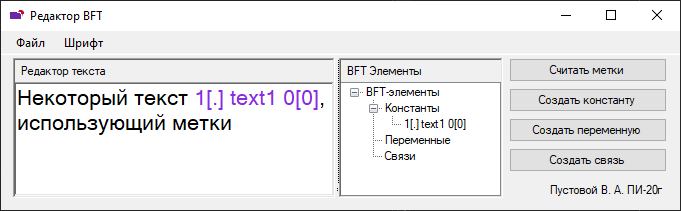 Редактор BFT
Файл Шрифт
Редактор текста
Некоторый текст 1[.] text1 0[0],
использующий метки
BFT Элементы
BFT-элементы
Константы
1[.] text1 0[0]
Переменные
Связи
Считать метки
Создать константу
Создать переменную
Создать связь
Пустовой В. А. ПИ-20г